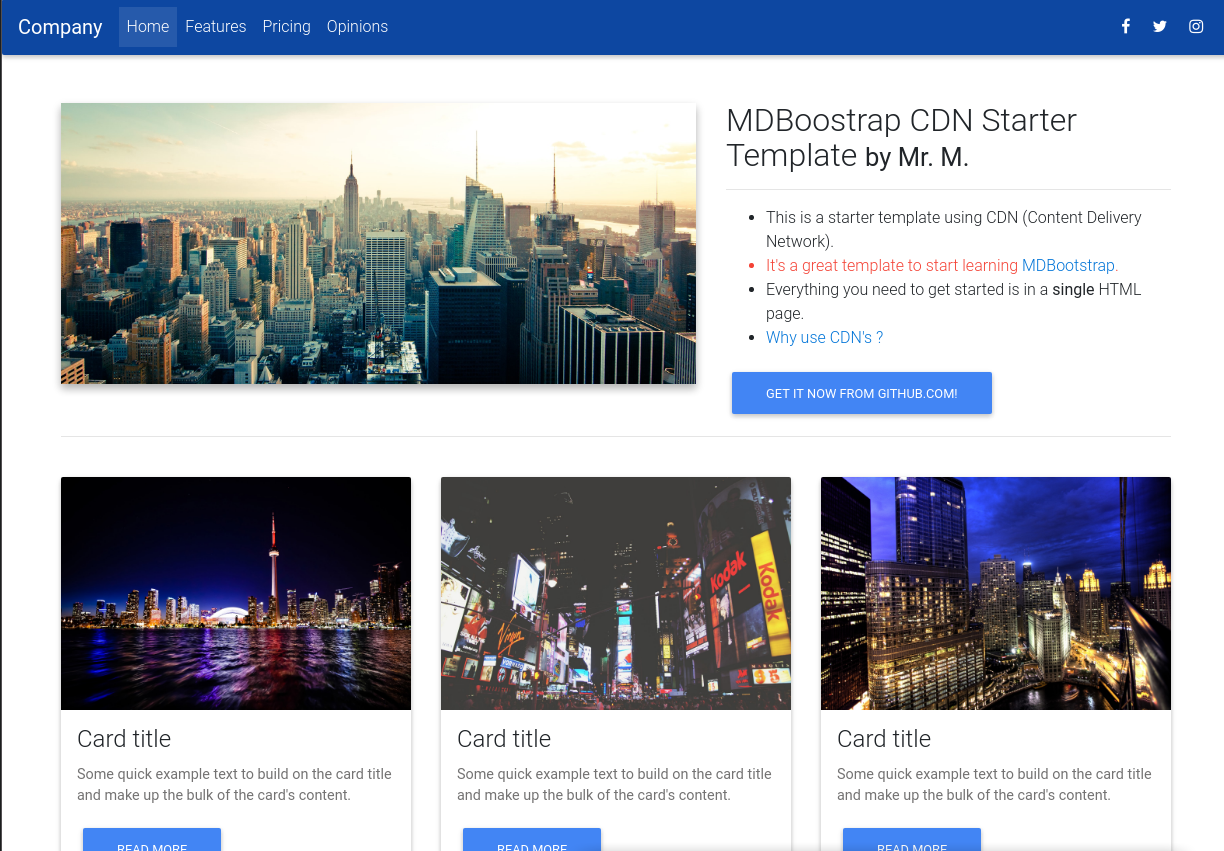 Company Home Features Pricing Opinions
MDBoostrap CDN Starter
Template by Mr. M.
This is a starter template using CDN (Content Delivery
Network).
It's a great template to start learning MDBootstrap.
Everything you need to get started is in a single HTML
page.
Why use CDN's ?
GET IT NOW FROM GITHUB.COM!
Kodak
Kodak
Virgin
Card title
Some quick example text to build on the card title
and make up the bulk of the card's content.
READ MORE
Card title
Some quick example text to build on the card title
and make up the bulk of the card's content.
READ MORE
Card title
Some quick example text to build on the card title
and make up the bulk of the card's content.
READ MORE